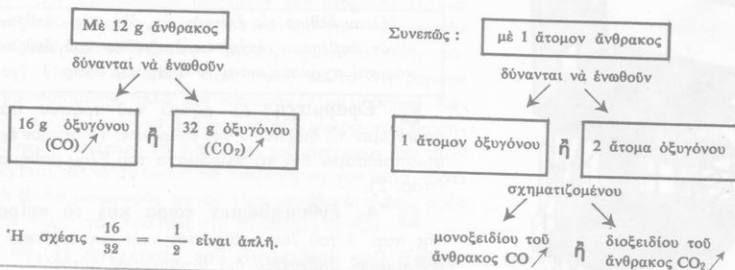 Μὲ 12 g ἄνθρακος
δύνανται νὰ ἑνωθοῦν
16 g ὀξυγόνου
(CO)
ἤ
32 g ὀξυγόνου
(CO₂)
Ἡ σχέσις 16/32 = 1/2 εἶναι ἁπλῆ.
Συνεπῶς :
μὲ 1 ἄτομον ἄνθρακος
δύνανται νὰ ἑνωθοῦν
1 ἄτομον ὀξυγόνου
ἤ
2 ἄτομα ὀξυγόνου
σχηματιζομένου
μονοξειδίου τοῦ
ἄνθρακος CO
ἤ
διοξειδίου τοῦ
ἄνθρακος CO₂